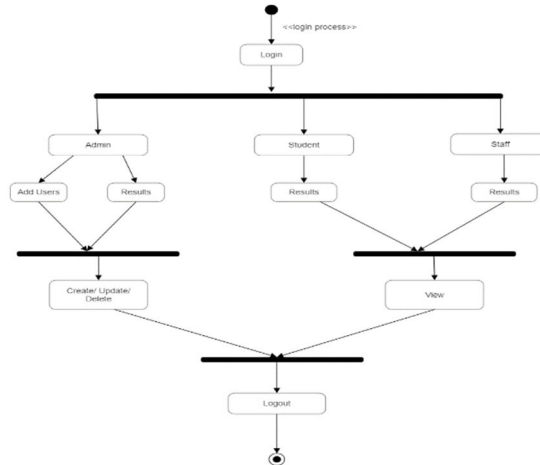 <<login process>>
Login
Admin
Student
Staff
Add Users
Results
Results
Results
Create/ Update/
Delete
View
Logout